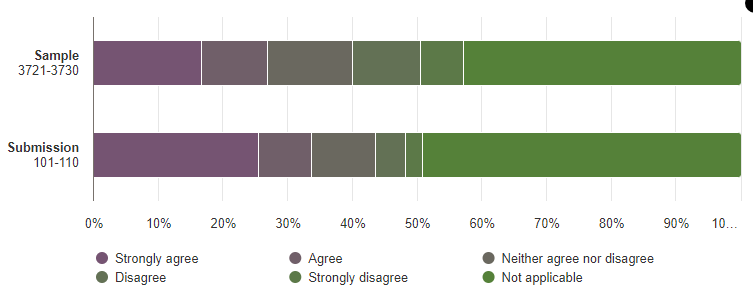 Sample
3721-3730
Submission
101-110
0% 10% 20% 30% 40% 50% 60% 70% 80% 90% 10...
Strongly agree Agree Neither agree nor disagree
Disagree Strongly disagree Not applicable